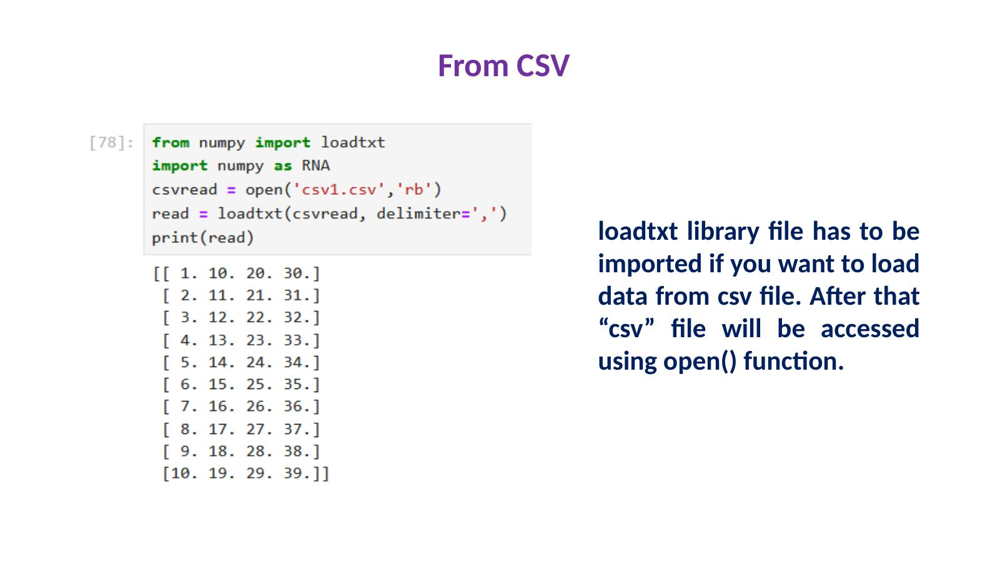 From CSV
[78]:
from numpy import loadtxt
import numpy as RNA
csvread = open('csv1.csv','rb')
read = loadtxt(csvread, delimiter=',')
print(read)
[[ 1. 10. 20. 30.]
 [ 2. 11. 21. 31.]
 [ 3. 12. 22. 32.]
 [ 4. 13. 23. 33.]
 [ 5. 14. 24. 34.]
 [ 6. 15. 25. 35.]
 [ 7. 16. 26. 36.]
 [ 8. 17. 27. 37.]
 [ 9. 18. 28. 38.]
 [10. 19. 29. 39.]]
loadtxt library file has to be
imported if you want to load
data from csv file. After that
“csv” file will be accessed
using open() function.